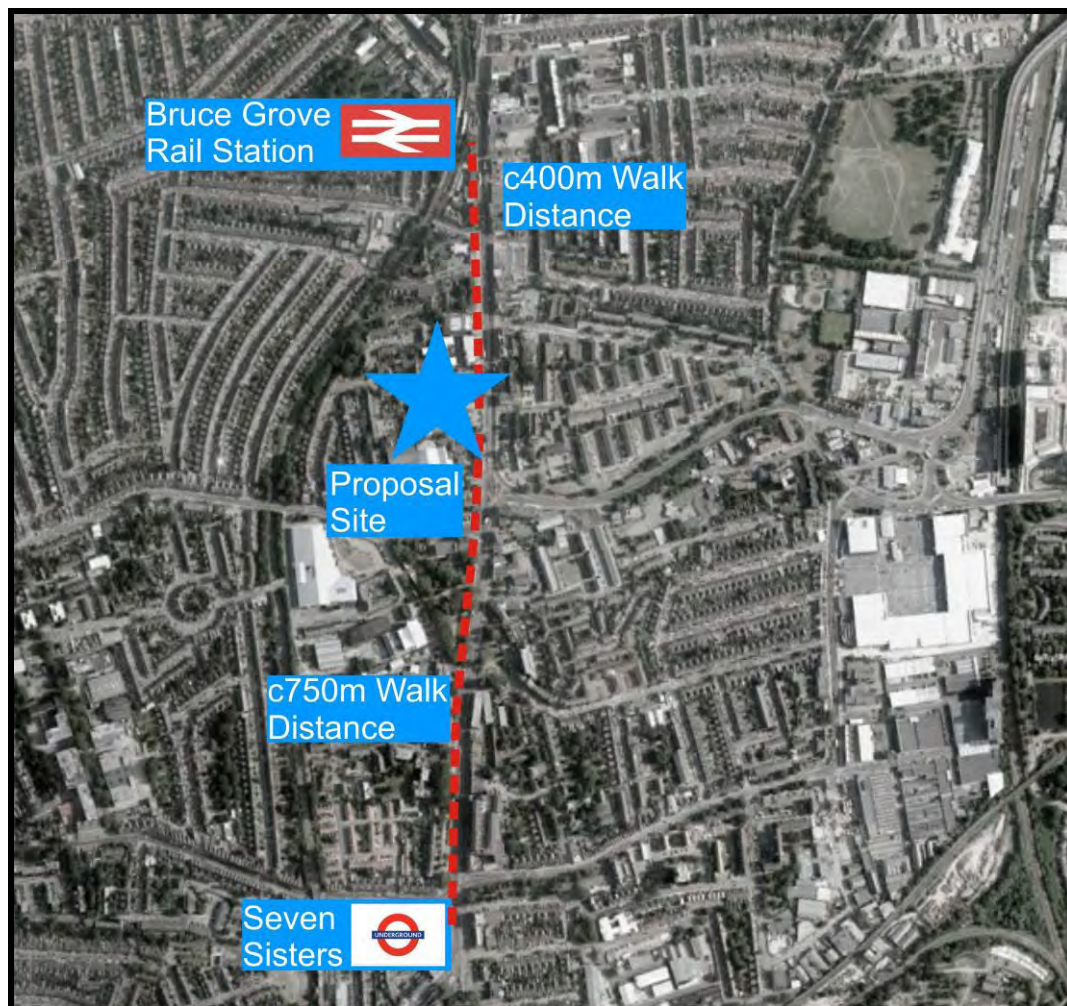 Bruce Grove
Rail Station
c400m Walk
Distance
Proposal
Site
c750m Walk
Distance
Seven
Sisters
UNDERGROUND